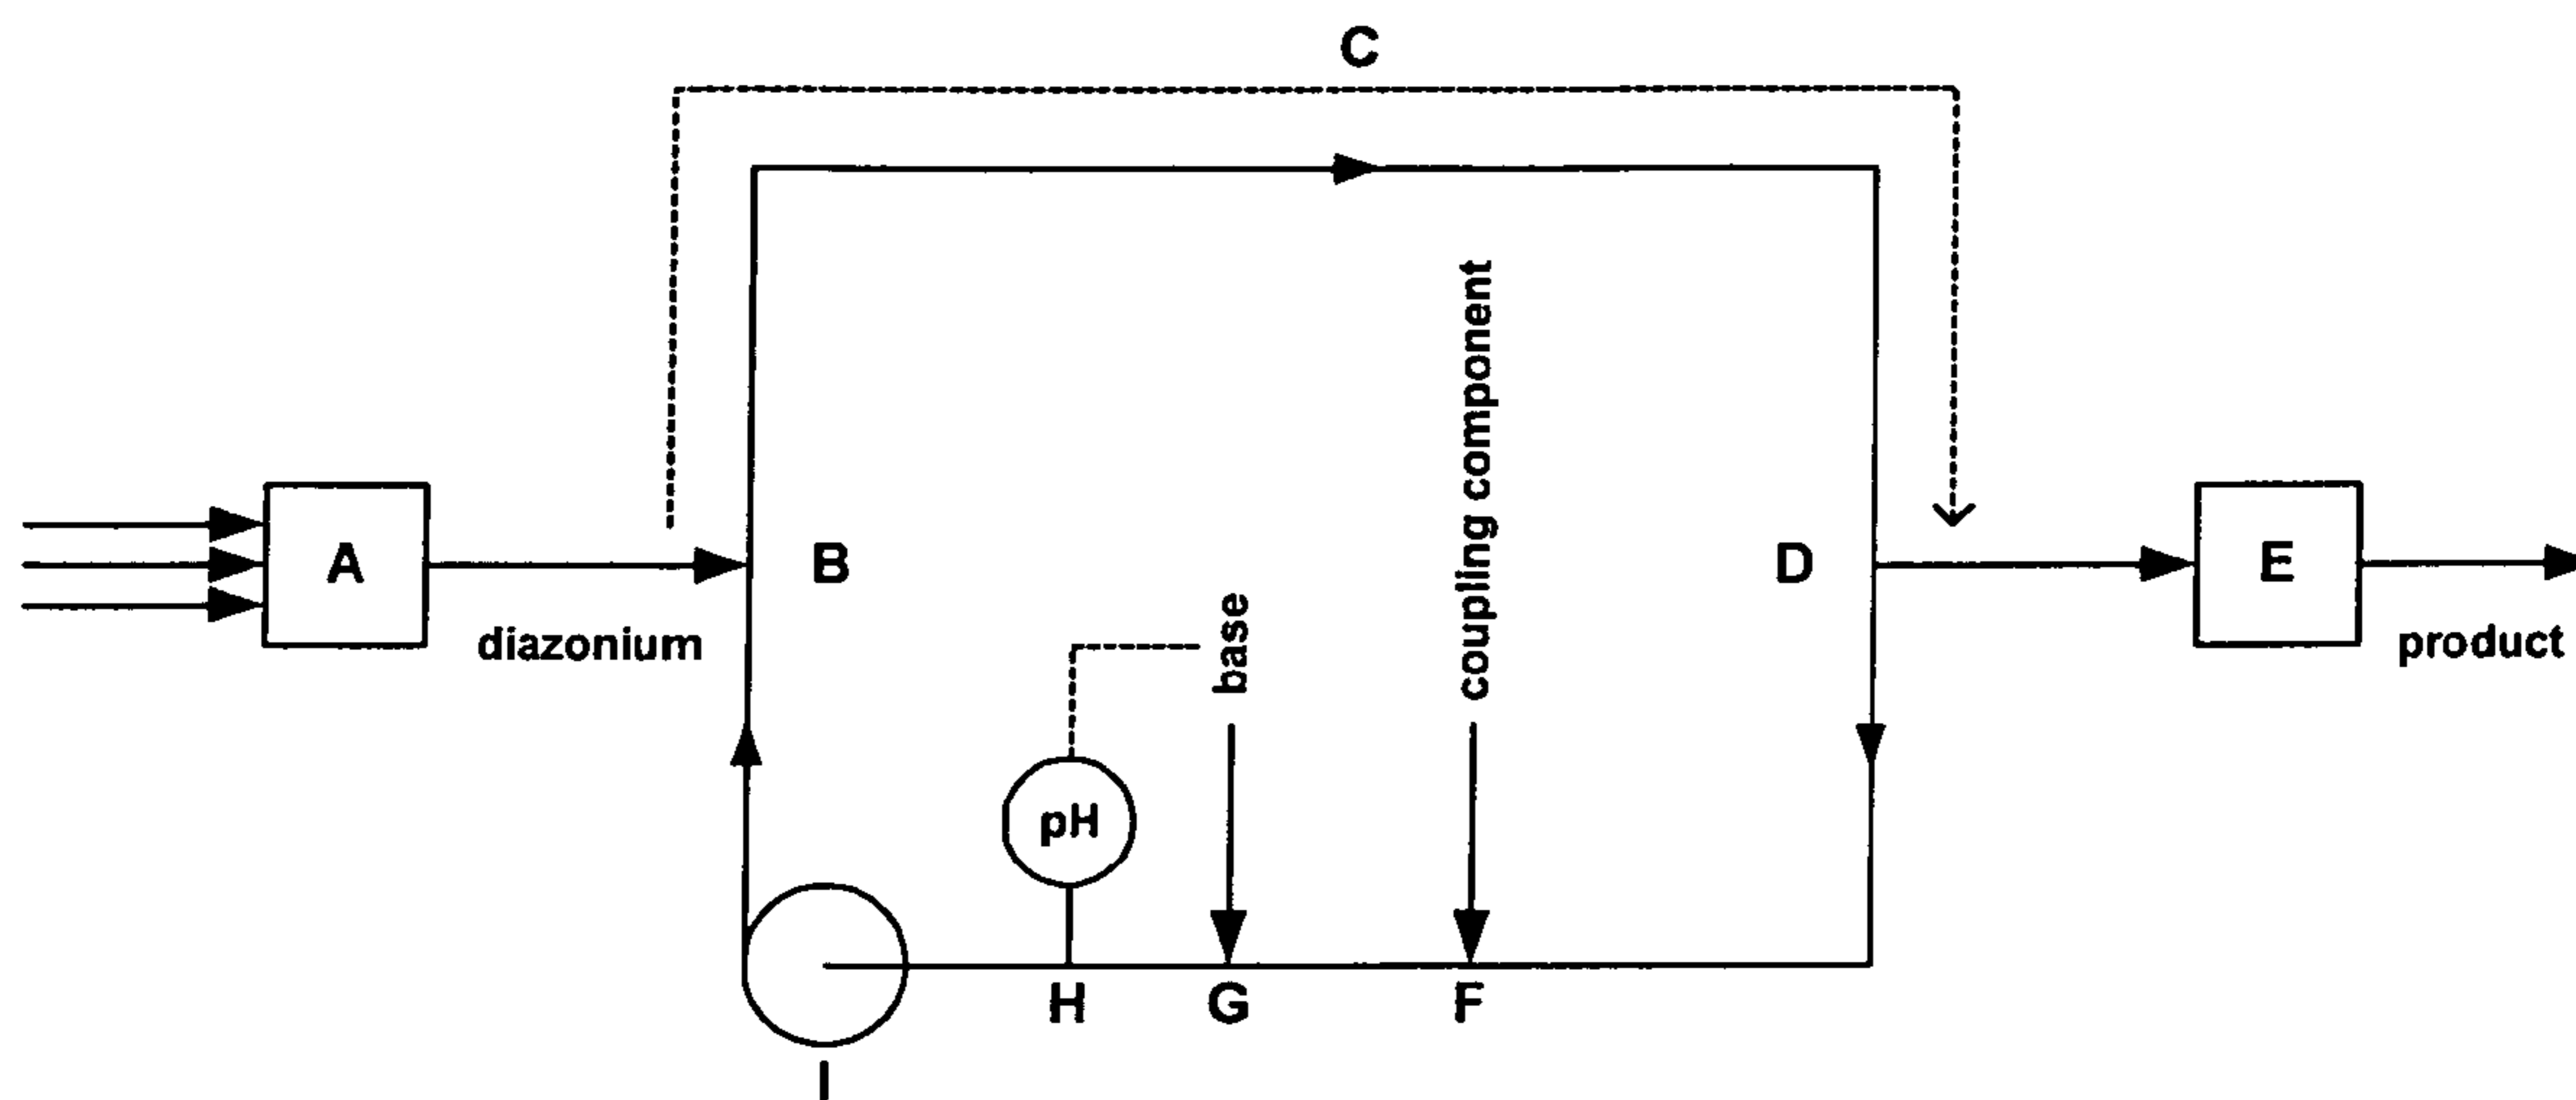 C
coupling component
A
B
D
E
diazonium
base
product
pH
H
G
F
I